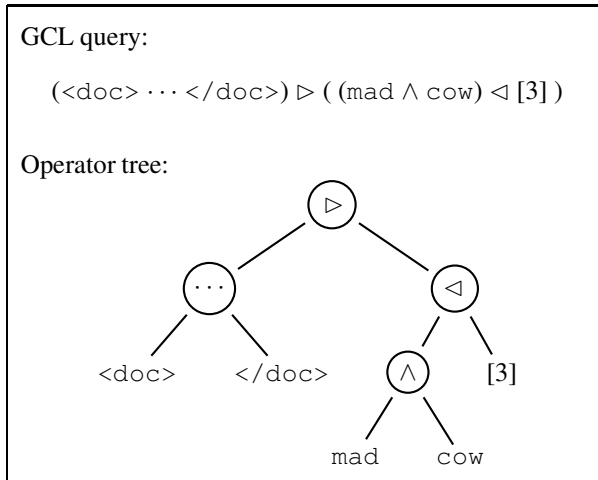 GCL query:
(<doc> ··· </doc>) ▷ ( (mad ∧ cow) ◁ [3] )
Operator tree:
▷
··· ◁
<doc> </doc> ∧ [3]
mad cow